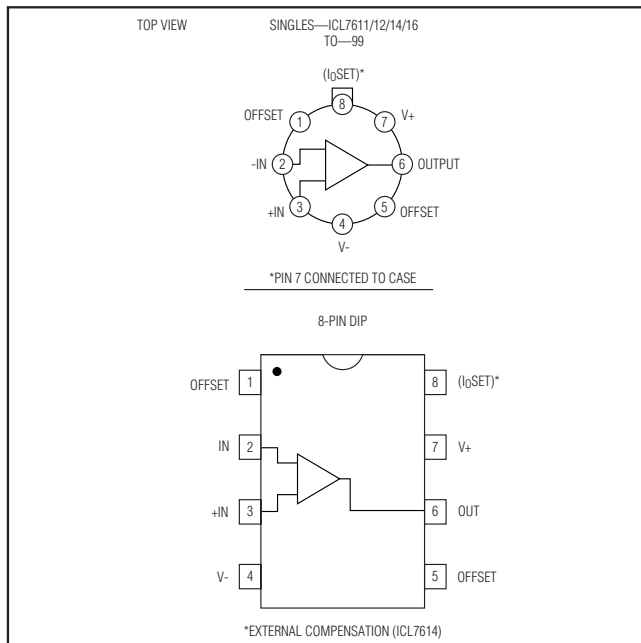 TOP VIEW
SINGLES—ICL7611/12/14/16
TO—99
(I0SET)*
8
OFFSET
1
7
V+
-IN
2
6
OUTPUT
+IN
3
5
OFFSET
4
V-
*PIN 7 CONNECTED TO CASE
8-PIN DIP
OFFSET
1
8
(I0SET)*
IN
2
7
V+
+IN
3
6
OUT
V-
4
5
OFFSET
*EXTERNAL COMPENSATION (ICL7614)